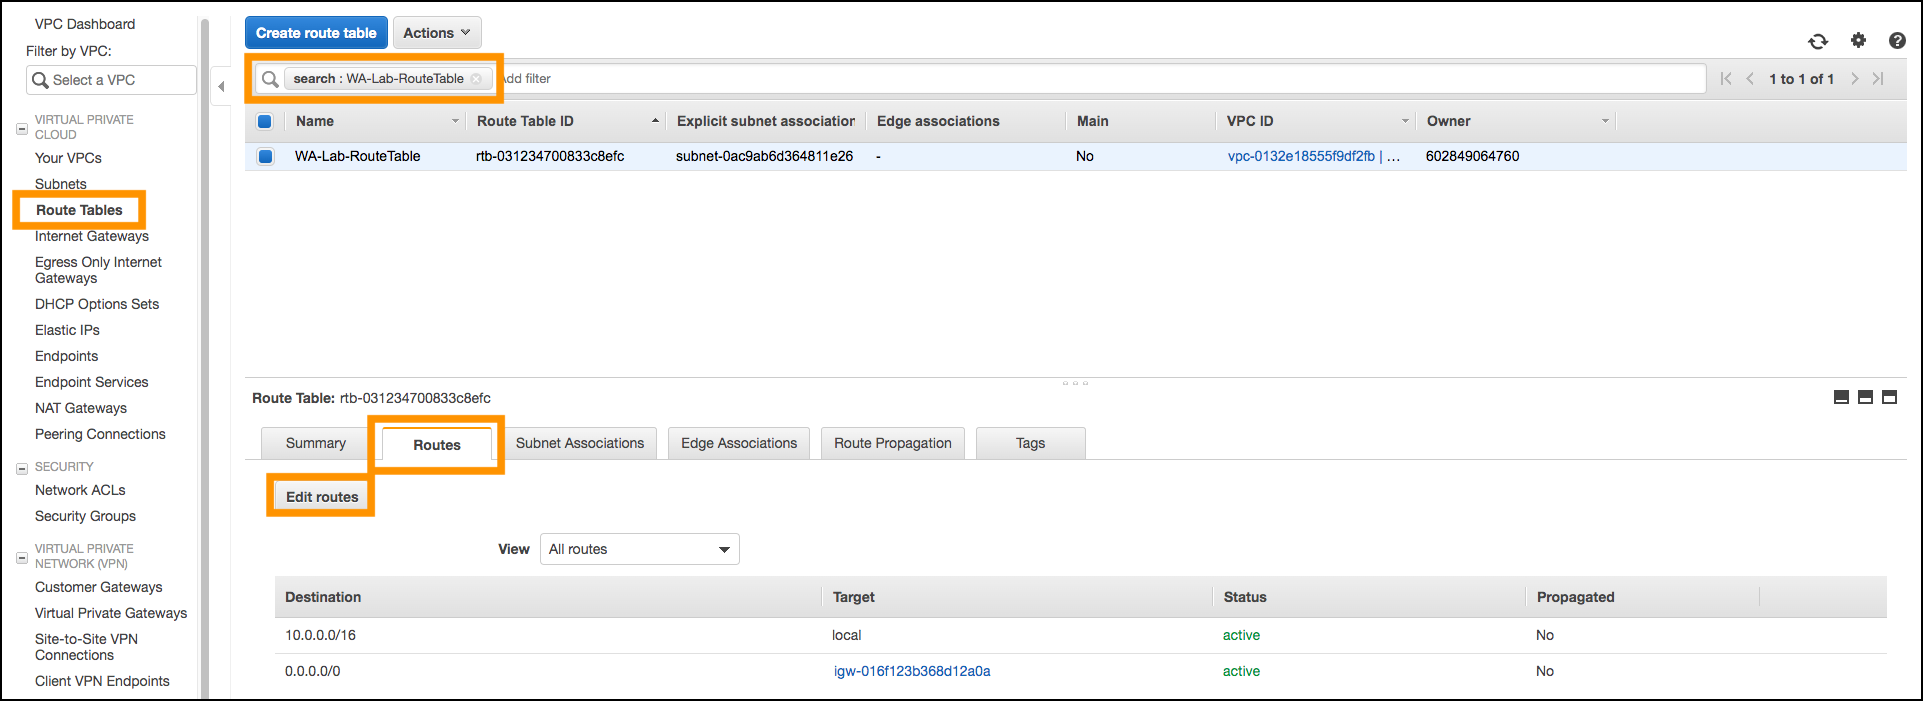 VPC Dashboard
Filter by VPC:
Select a VPC
VIRTUAL PRIVATE
CLOUD
Your VPCs
Subnets
Route Tables
Internet Gateways
Egress Only Internet
Gateways
DHCP Options Sets
Elastic IPs
Endpoints
Endpoint Services
NAT Gateways
Peering Connections
SECURITY
Network ACLs
Security Groups
VIRTUAL PRIVATE
NETWORK (VPN)
Customer Gateways
Virtual Private Gateways
Site-to-Site VPN
Connections
Client VPN Endpoints
Create route table Actions
search : WA-Lab-RouteTable dd filter 1 to 1 of 1
Name Route Table ID Explicit subnet association Edge associations Main VPC ID Owner
WA-Lab-RouteTable rtb-031234700833c8efc subnet-0ac9ab6d364811e26 - No vpc-0132e18555f9df2fb | … 602849064760
Route Table: rtb-031234700833c8efc
Summary Routes Subnet Associations Edge Associations Route Propagation Tags
Edit routes
View All routes
Destination Target Status Propagated
10.0.0.0/16 local active No
0.0.0.0/0 igw-016f123b368d12a0a active No